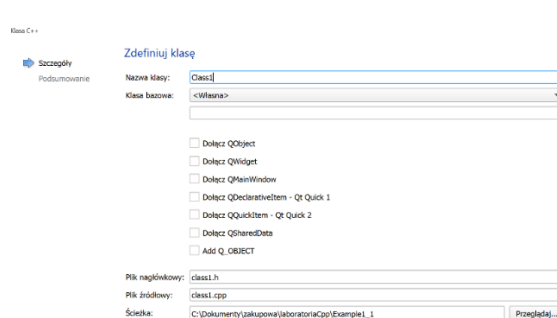 Klasa C++
Zdefiniuj klasę
Szczegóły
Podsumowanie
Nazwa klasy: Class1
Klasa bazowa: <Własna>
Dołącz QObject
Dołącz QWidget
Dołącz QMainWindow
Dołącz QDeclarativeItem - Qt Quick 1
Dołącz QQuickItem - Qt Quick 2
Dołącz QSharedData
Add Q_OBJECT
Plik nagłówkowy: class1.h
Plik źródłowy: class1.cpp
Ścieżka: C:\Dokumenty\zakupowa\laboratoriaCpp\Example1_1 Przeglądaj...